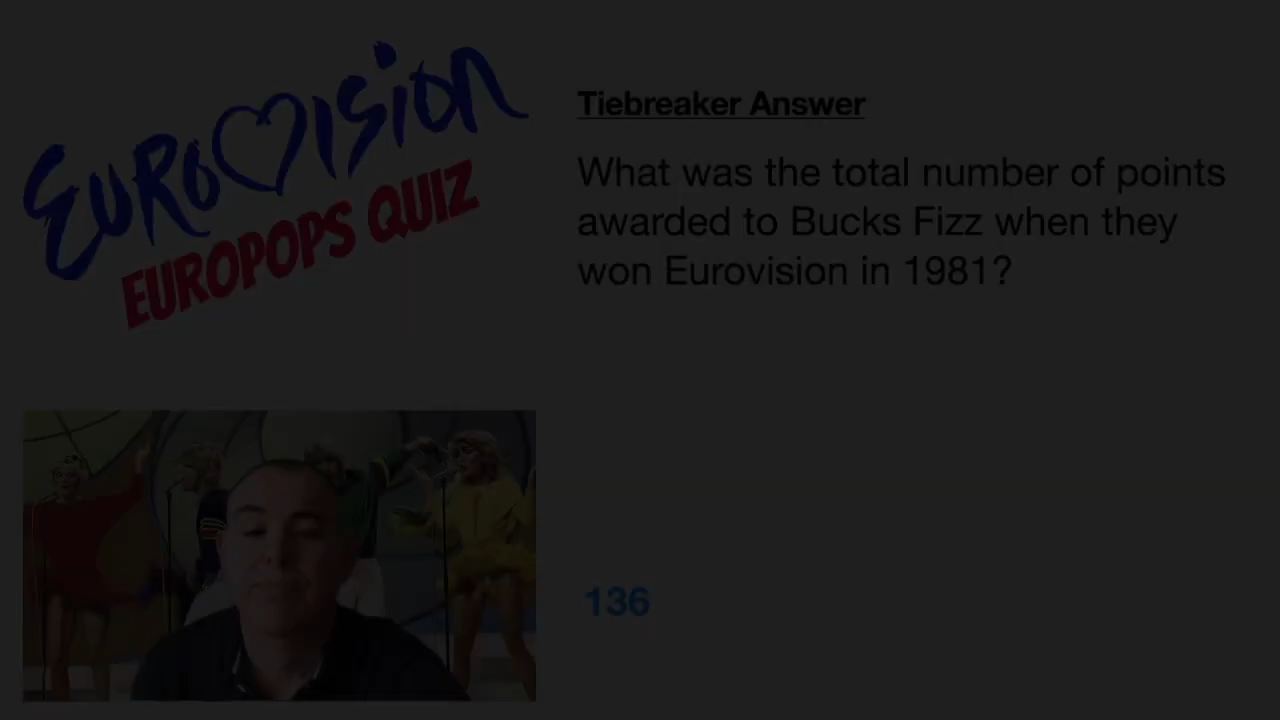 EUROVISION
EUROPOPS QUIZ
Tiebreaker Answer
What was the total number of points
awarded to Bucks Fizz when they
won Eurovision in 1981?
136